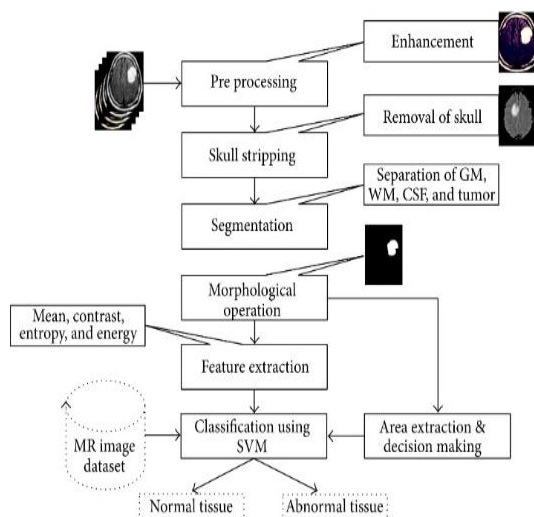 Enhancement
Pre processing
Removal of skull
Skull stripping
Separation of GM,
WM, CSF, and tumor
Segmentation
Morphological
operation
Mean, contrast,
entropy, and energy
Feature extraction
MR image
dataset
Classification using
SVM
Area extraction &
decision making
Normal tissue
Abnormal tissue